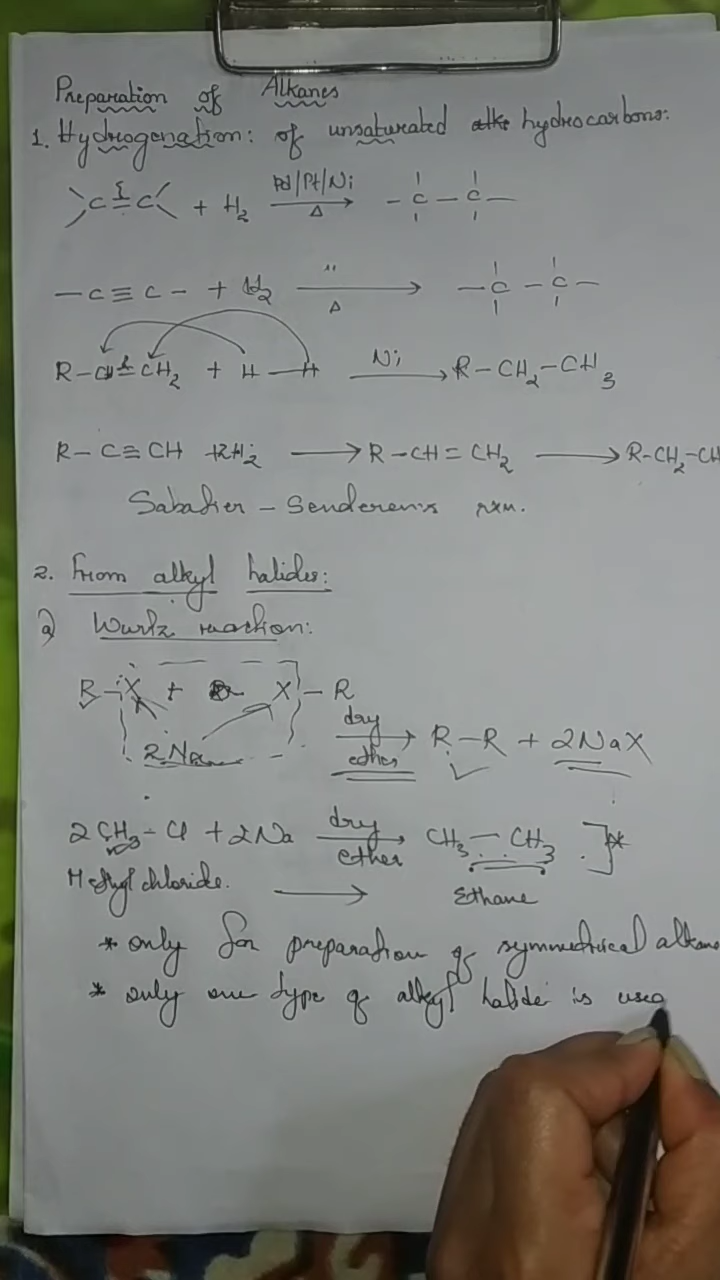 Preparation of Alkanes
1. Hydrogenation: of unsaturated hydrocarbons:
>C=C< + H₂ Pd/Pt/Ni Δ → -C-C-
-C≡C- + H₂ " Δ → -C-C-
R-CH=CH₂ + H-H Ni → R-CH₂-CH₃
R-C≡CH +2H₂ → R-CH=CH₂ → R-CH₂-CH
Sabatier - Senderens rxn.
2. From alkyl halides:
a) Wurtz reaction:
R-X + X-R
2Na dry ether → R-R + 2NaX
2CH₃-Cl + 2Na dry ether → CH₃-CH₃ ]*
Methyl chloride. → Ethane
* only for preparation of symmetrical alkane
* only one type of alkyl halide is use